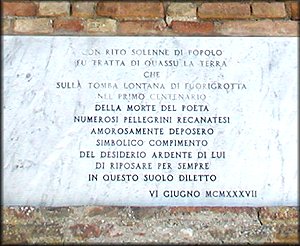 CON RITO SOLENNE DI POPOLO
FU TRATTA DI QUASSU LA TERRA
CHE
SULLA TOMBA LONTANA DI FUORIGROTTA
NEL PRIMO CENTENARIO
DELLA MORTE DEL POETA
NUMEROSI PELLEGRINI RECANATESI
AMOROSAMENTE DEPOSERO
SIMBOLICO COMPIMENTO
DEL DESIDERIO ARDENTE DI LUI
DI RIPOSARE PER SEMPRE
IN QUESTO SUOLO DILETTO
VI GIUGNO MCMXXXVII